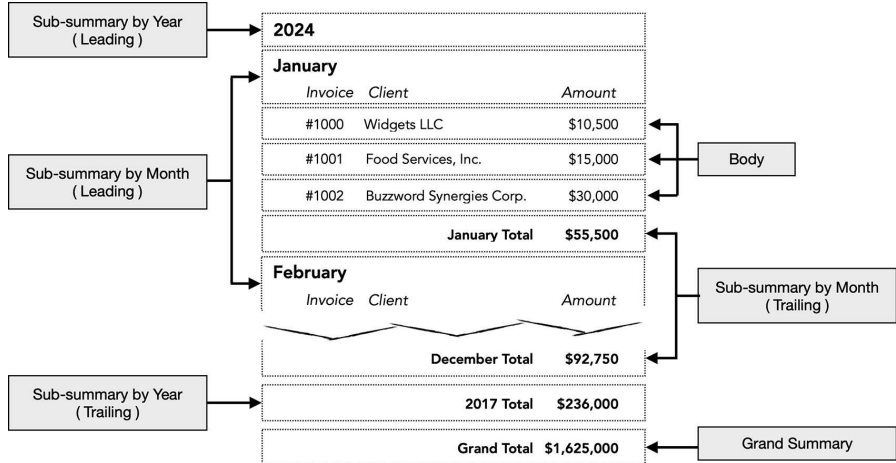 Sub-summary by Year
( Leading )
2024
January
Invoice Client Amount
#1000 Widgets LLC $10,500
Sub-summary by Month
( Leading )
#1001 Food Services, Inc. $15,000
Body
#1002 Buzzword Synergies Corp. $30,000
January Total $55,500
February
Invoice Client Amount
Sub-summary by Month
( Trailing )
December Total $92,750
Sub-summary by Year
( Trailing )
2017 Total $236,000
Grand Total $1,625,000
Grand Summary